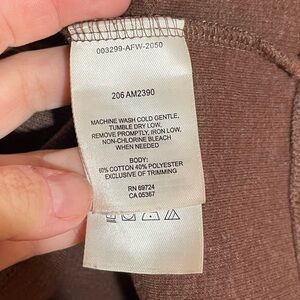 003299-AFW-2050
206 AM2390
MACHINE WASH COLD GENTLE,
TUMBLE DRY LOW,
REMOVE PROMPTLY, IRON LOW,
NON-CHLORINE BLEACH
WHEN NEEDED
BODY:
60% COTTON 40% POLYESTER
EXCLUSIVE OF TRIMMING
RN 69724
CA 05367